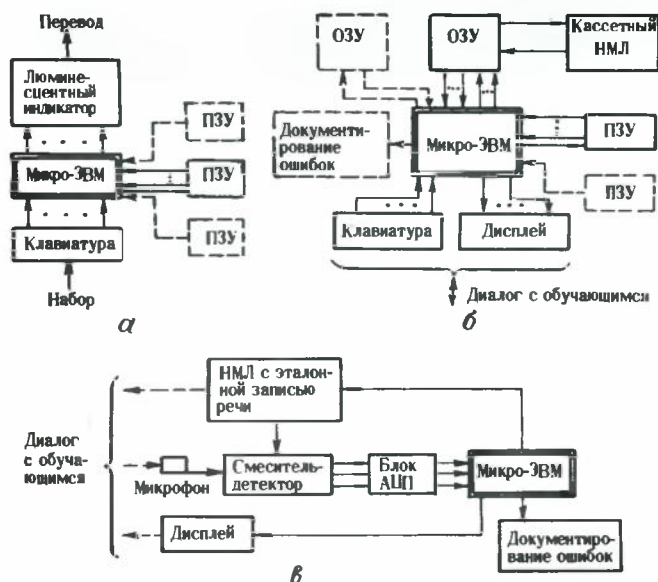 Перевод
Люмине-
сцентный
индикатор
ПЗУ
Микро-ЭВМ
ПЗУ
ПЗУ
Клавиатура
Набор
а
ОЗУ
ОЗУ
Кассетный
НМЛ
Документи-
рование
ошибок
Микро-ЭВМ
ПЗУ
ПЗУ
Клавиатура
Дисплей
Диалог с обучающимся
б
НМЛ с эталон-
ной записью
речи
Диалог
с обуча-
ющимся
Микрофон
Смеситель-
детектор
Блок
АЦП
Микро-ЭВМ
Дисплей
Документиро-
вание ошибок
в